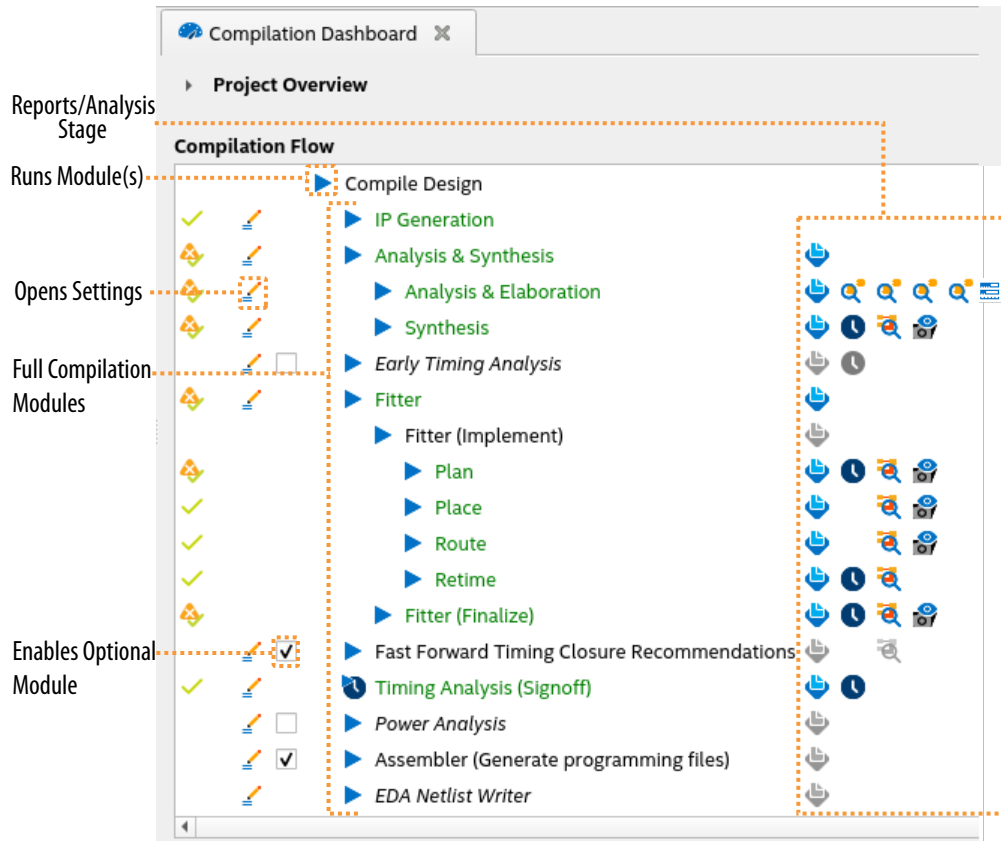 Compilation Dashboard
Project Overview
Reports/Analysis
Stage
Compilation Flow
Runs Module(s)
Compile Design
IP Generation
Analysis & Synthesis
Opens Settings
Analysis & Elaboration
Synthesis
Full Compilation
Modules
Early Timing Analysis
Fitter
Fitter (Implement)
Plan
Place
Route
Retime
Fitter (Finalize)
Enables Optional
Module
Fast Forward Timing Closure Recommendations
Timing Analysis (Signoff)
Power Analysis
Assembler (Generate programming files)
EDA Netlist Writer